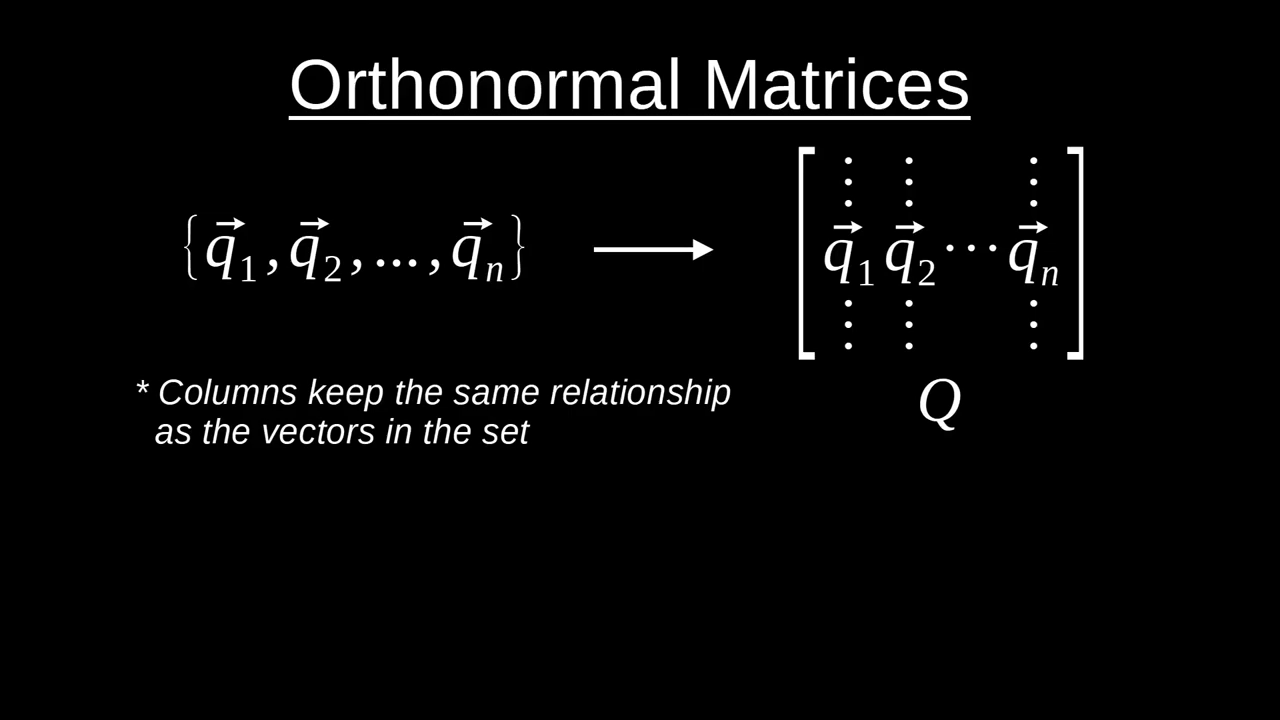 Orthonormal Matrices
{q⃗₁, q⃗₂, ..., q⃗ₙ} ⟶ [q⃗₁ q⃗₂ ⋯ q⃗ₙ]
* Columns keep the same relationship
as the vectors in the set
Q